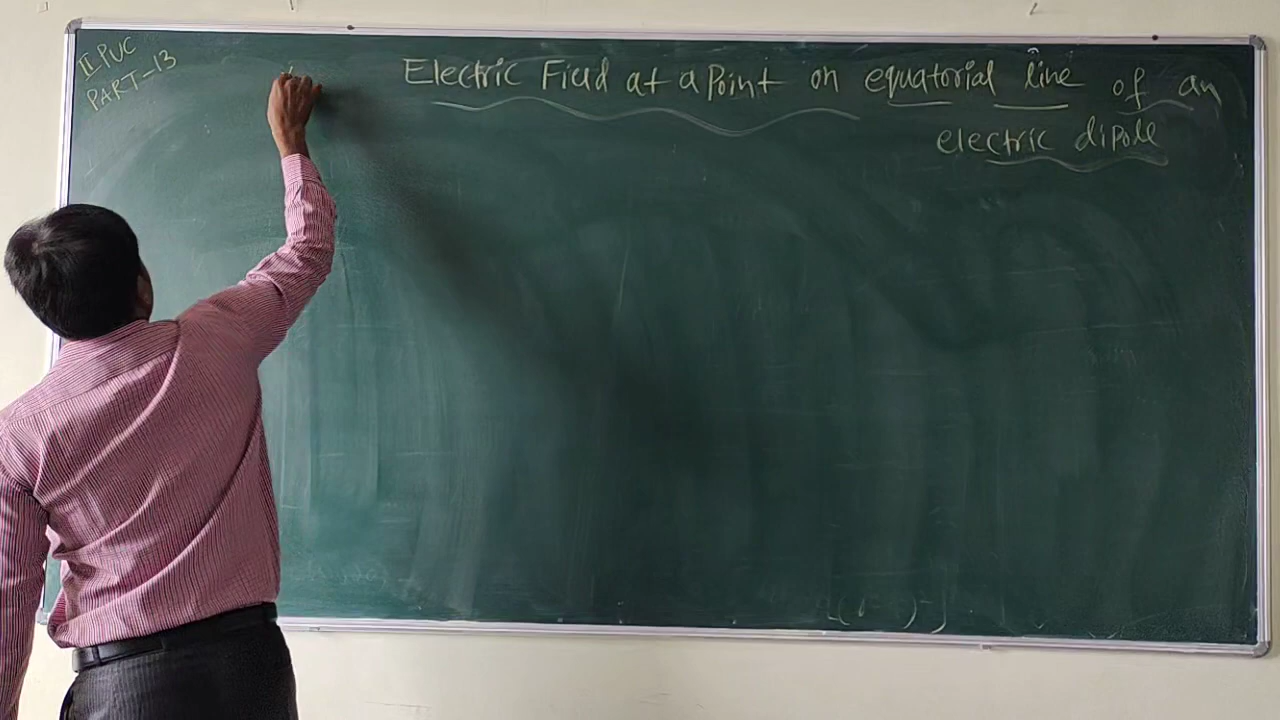 II PUC
PART-13
Electric Field at a Point on equatorial line of an
electric dipole